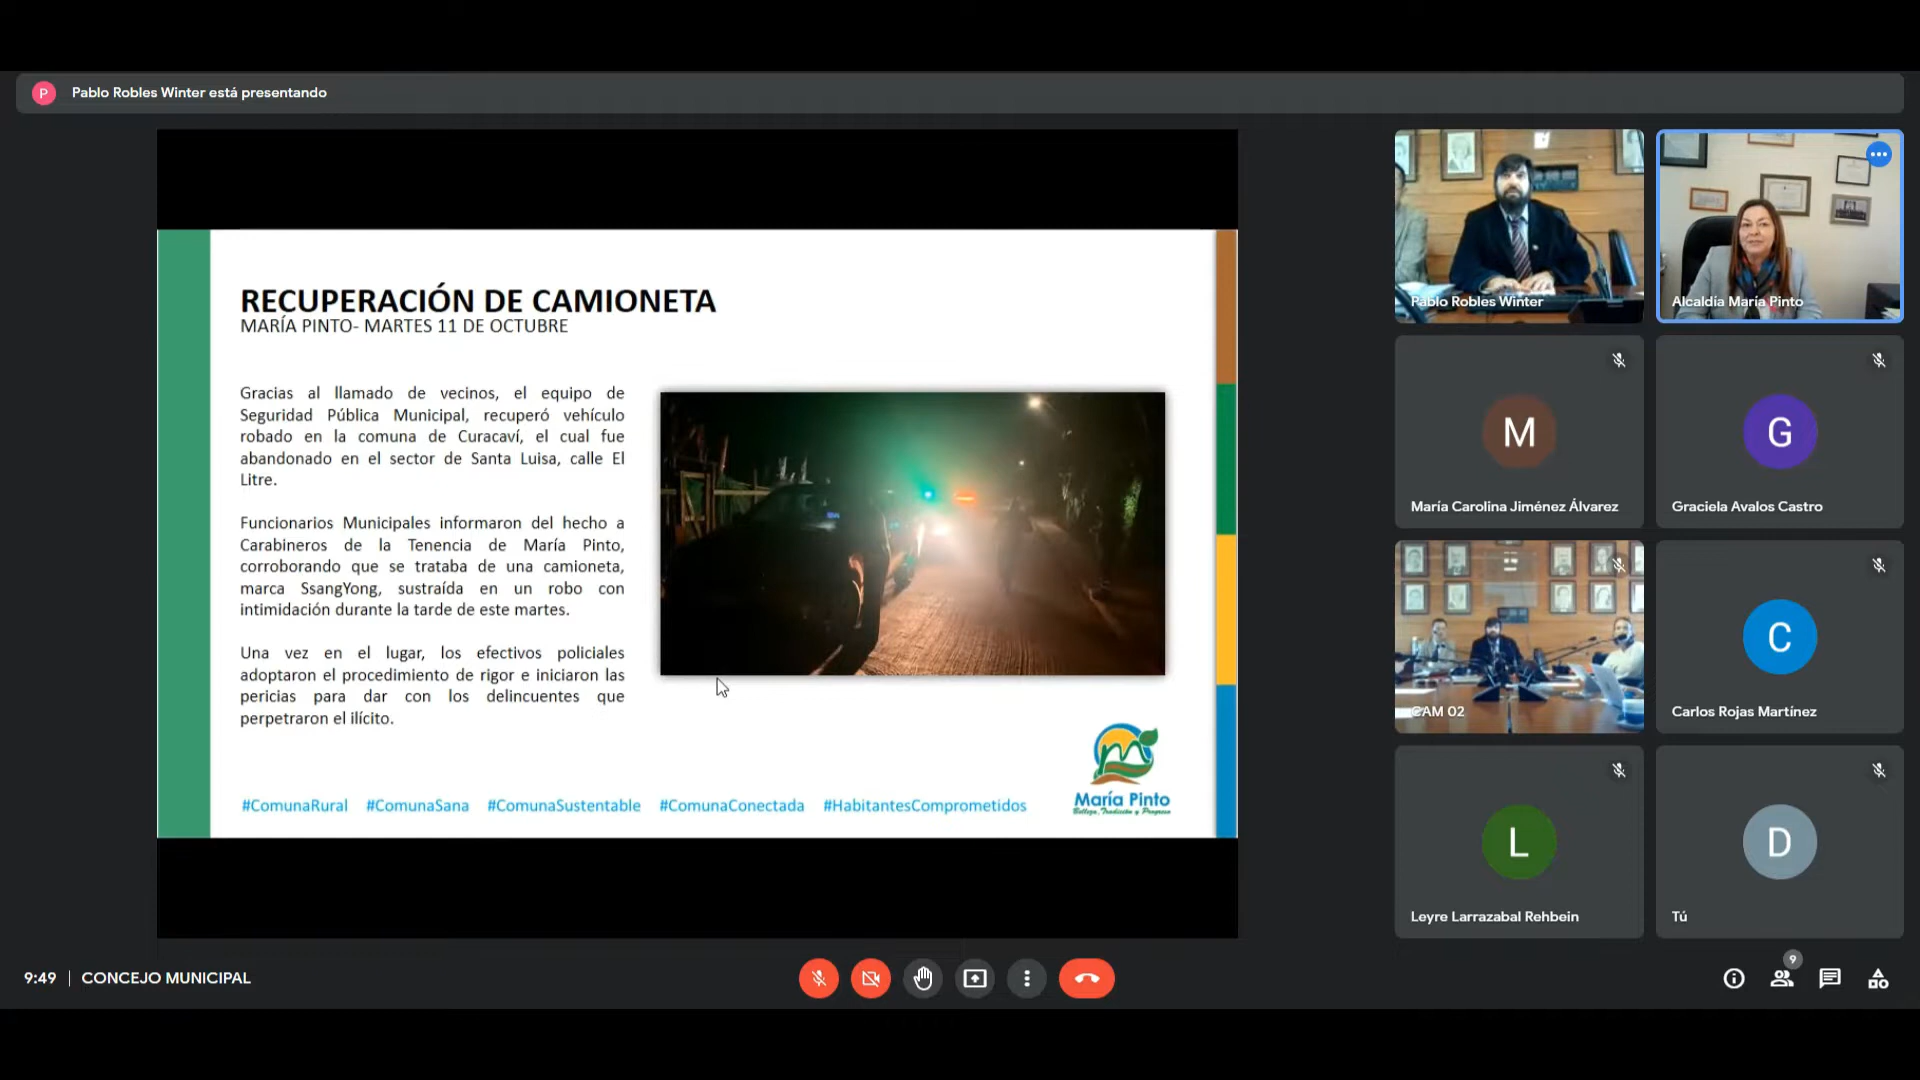 P
Pablo Robles Winter está presentando
RECUPERACIÓN DE CAMIONETA
MARÍA PINTO- MARTES 11 DE OCTUBRE
Gracias al llamado de vecinos, el equipo de
Seguridad Pública Municipal, recuperó vehículo
robado en la comuna de Curacaví, el cual fue
abandonado en el sector de Santa Luisa, calle El
Litre.
Funcionarios Municipales informaron del hecho a
Carabineros de la Tenencia de María Pinto,
corroborando que se trataba de una camioneta,
marca SsangYong, sustraída en un robo con
intimidación durante la tarde de este martes.
Una vez en el lugar, los efectivos policiales
adoptaron el procedimiento de rigor e iniciaron las
pericias para dar con los delincuentes que
perpetraron el ilícito.
#ComunaRural #ComunaSana #ComunaSustentable #ComunaConectada #HabitantesComprometidos
María Pinto
Belleza, Tradición y Progreso
Pablo Robles Winter
Alcaldía María Pinto
M
María Carolina Jiménez Álvarez
G
Graciela Avalos Castro
CAM 02
C
Carlos Rojas Martínez
L
Leyre Larrazabal Rehbein
D
Tú
9:49 | CONCEJO MUNICIPAL
9